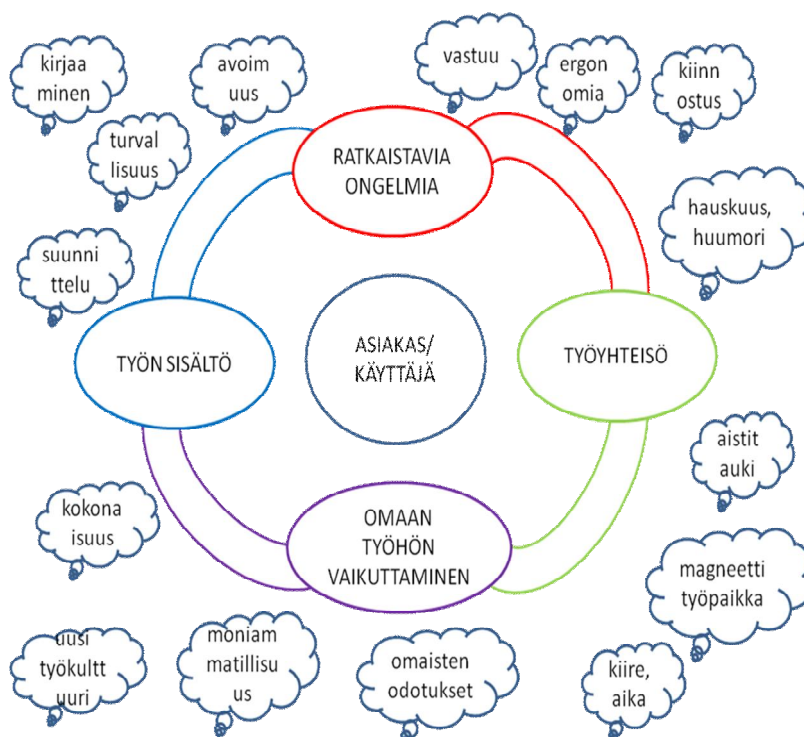 kirjaa
minen
avoim
uus
vastuu
ergon
omia
kiinn
ostus
turval
lisuus
RATKAISTAVIA
ONGELMIA
hauskuus,
huumori
suunni
ttelu
TYÖN SISÄLTÖ
ASIAKAS/
KÄYTTÄJÄ
TYÖYHTEISÖ
aistit
auki
kokona
isuus
OMAAN
TYÖHÖN
VAIKUTTAMINEN
magneetti
työpaikka
uusi
työkultt
uuri
moniam
matillisu
us
omaisten
odotukset
kiire,
aika